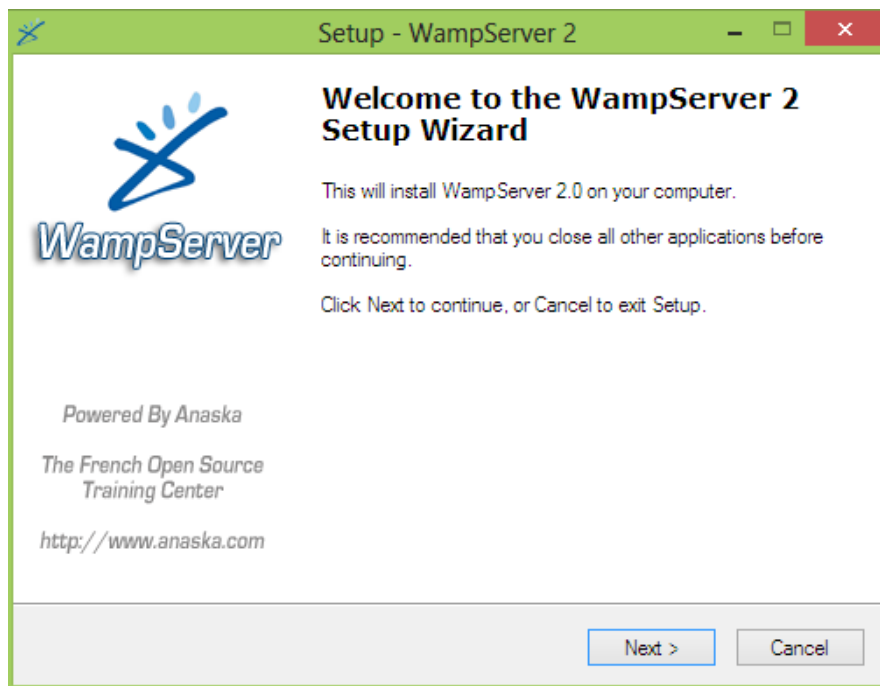 Setup - WampServer 2
Welcome to the WampServer 2
Setup Wizard
This will install WampServer 2.0 on your computer.
It is recommended that you close all other applications before
continuing.
Click Next to continue, or Cancel to exit Setup.
WampServer
Powered By Anaska
The French Open Source
Training Center
http://www.anaska.com
Next >
Cancel